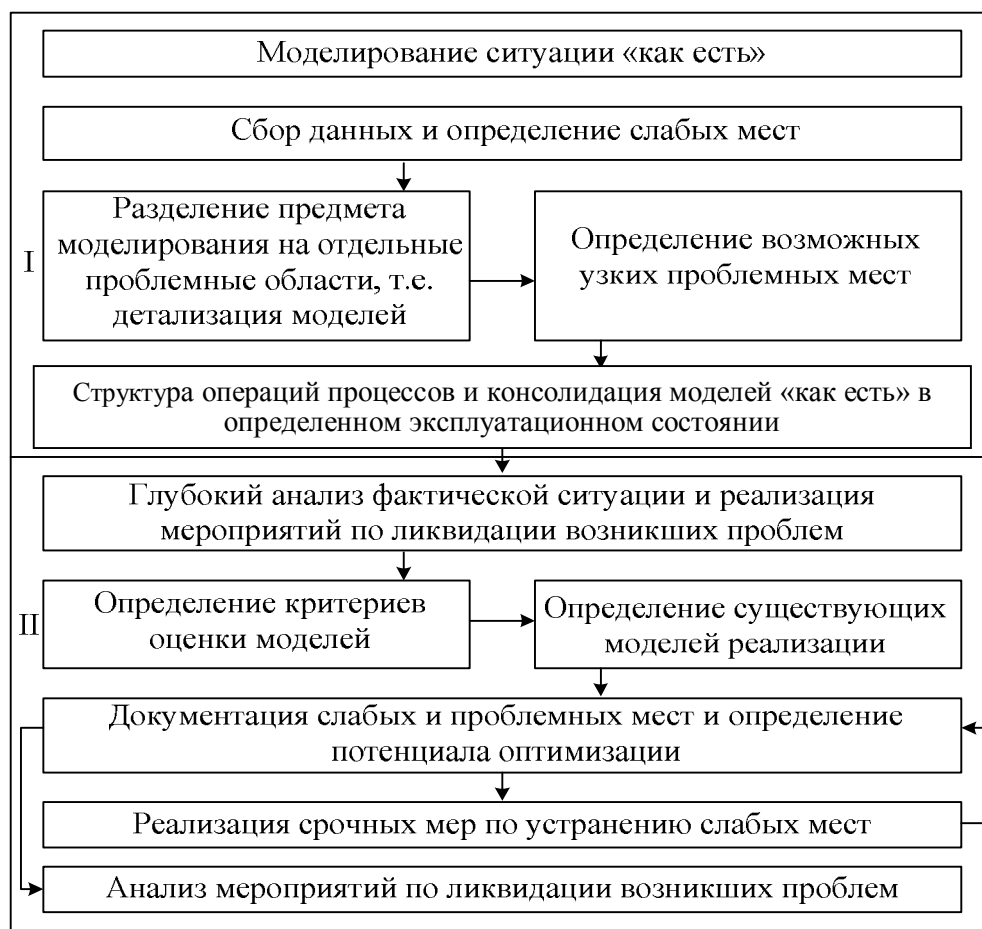 Моделирование ситуации «как есть»
Сбор данных и определение слабых мест
I
Разделение предмета
моделирования на отдельные
проблемные области, т.е.
детализация моделей
Определение возможных
узких проблемных мест
Структура операций процессов и консолидация моделей «как есть» в
определенном эксплуатационном состоянии
Глубокий анализ фактической ситуации и реализация
мероприятий по ликвидации возникших проблем
II
Определение критериев
оценки моделей
Определение существующих
моделей реализации
Документация слабых и проблемных мест и определение
потенциала оптимизации
Реализация срочных мер по устранению слабых мест
Анализ мероприятий по ликвидации возникших проблем